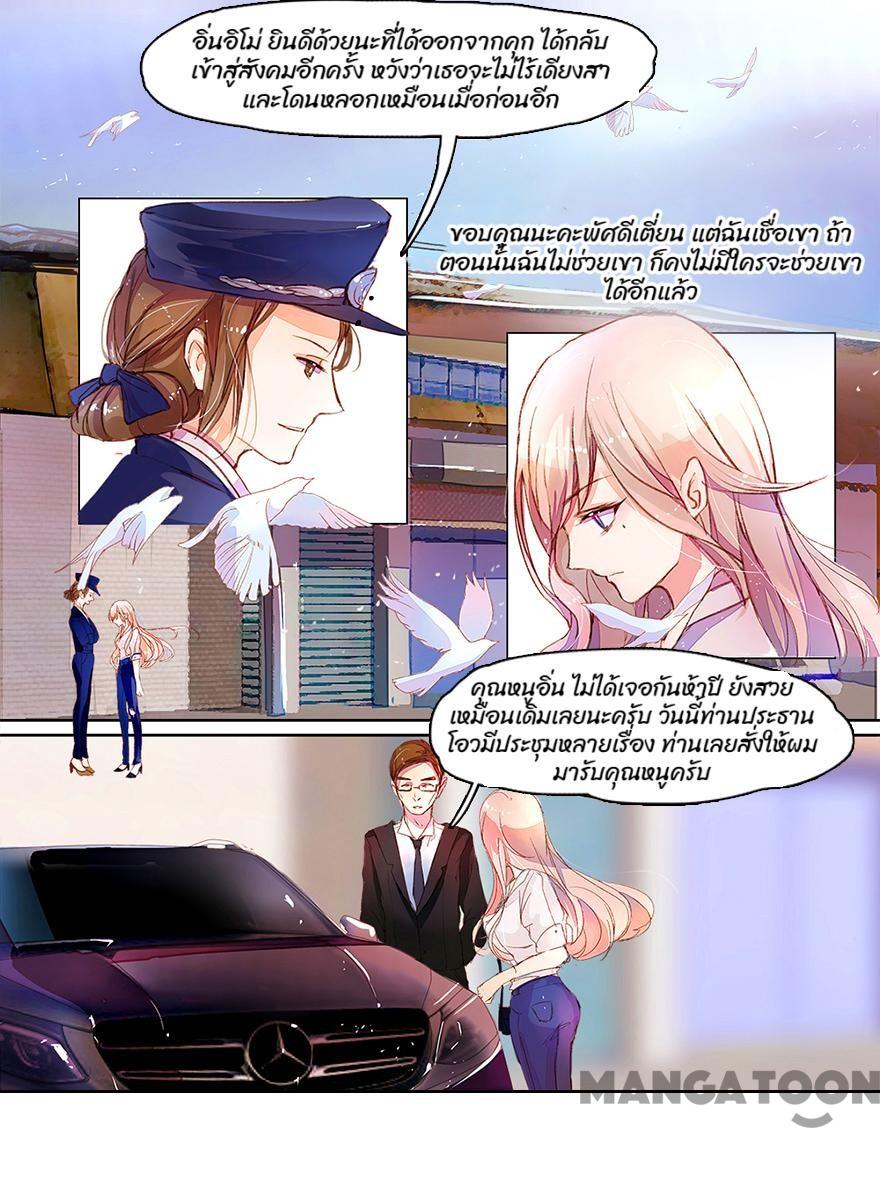 อิ่นอิโม่ ยินดีด้วยนะที่ได้ออกจากคุก ได้กลับ
เข้าสู่สังคมอีกครั้ง หวังว่าเธอจะไม่ไร้เดียงสา
และโดนหลอกเหมือนเมื่อก่อนอีก
ขอบคุณนะคะพัศดีเตี่ยน แต่ฉันเชื่อเขา ถ้า
ตอนนั้นฉันไม่ช่วยเขา ก็คงไม่มีใครจะช่วยเขา
ได้อีกแล้ว
คุณหนูอิ่น ไม่ได้เจอกันห้าปี ยังสวย
เหมือนเดิมเลยนะครับ วันนี้ท่านประธาน
โอวมีประชุมหลายเรื่อง ท่านเลยสั่งให้ผม
มารับคุณหนูครับ
MANGATOON